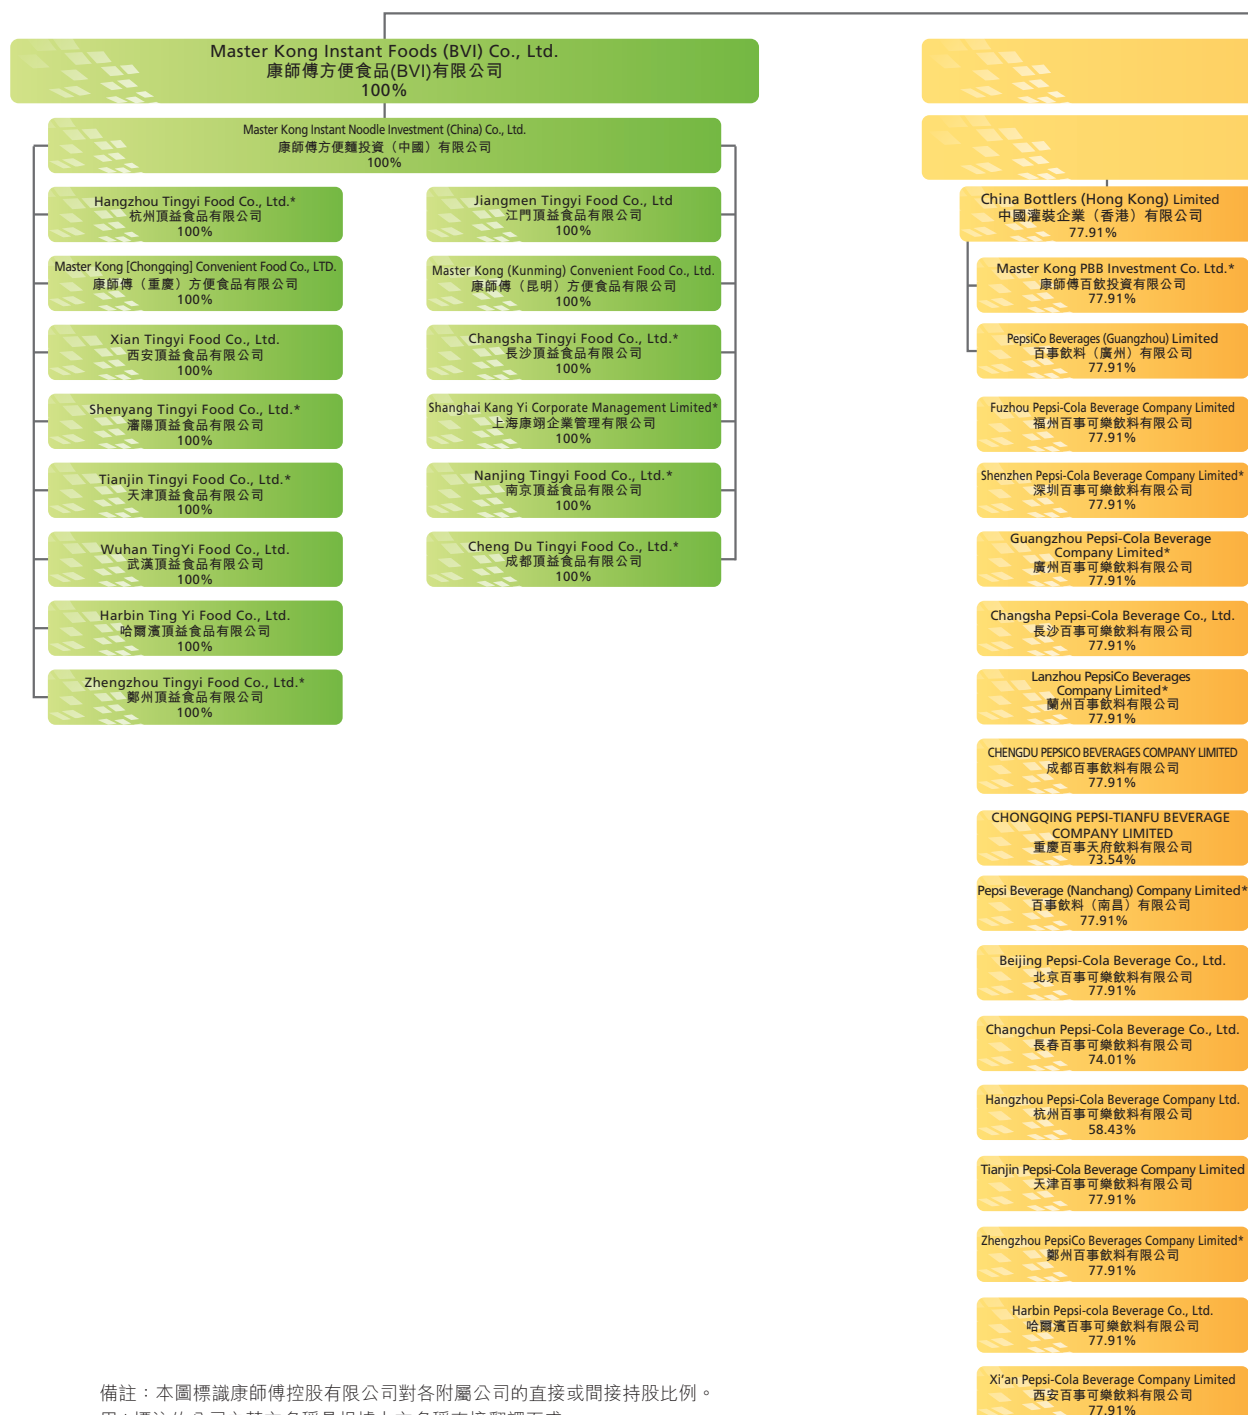 Master Kong Instant Foods (BVI) Co., Ltd.
康師傅方便食品(BVI)有限公司
100%
Master Kong Instant Noodle Investment (China) Co., Ltd.
康師傅方便麵投資（中國）有限公司
100%
Hangzhou Tingyi Food Co., Ltd.*
杭州頂益食品有限公司
100%
Master Kong [Chongqing] Convenient Food Co., LTD.
康師傅（重慶）方便食品有限公司
100%
Xian Tingyi Food Co., Ltd.
西安頂益食品有限公司
100%
Shenyang Tingyi Food Co., Ltd.*
瀋陽頂益食品有限公司
100%
Tianjin Tingyi Food Co., Ltd.*
天津頂益食品有限公司
100%
Wuhan TingYi Food Co., Ltd.
武漢頂益食品有限公司
100%
Harbin Ting Yi Food Co., Ltd.
哈爾濱頂益食品有限公司
100%
Zhengzhou Tingyi Food Co., Ltd.*
鄭州頂益食品有限公司
100%
Jiangmen Tingyi Food Co., Ltd
江門頂益食品有限公司
100%
Master Kong (Kunming) Convenient Food Co., Ltd.
康師傅（昆明）方便食品有限公司
100%
Changsha Tingyi Food Co., Ltd.*
長沙頂益食品有限公司
100%
Shanghai Kang Yi Corporate Management Limited*
上海康翊企業管理有限公司
100%
Nanjing Tingyi Food Co., Ltd.*
南京頂益食品有限公司
100%
Cheng Du Tingyi Food Co., Ltd.*
成都頂益食品有限公司
100%
China Bottlers (Hong Kong) Limited
中國灌裝企業（香港）有限公司
77.91%
Master Kong PBB Investment Co. Ltd.*
康師傅百飲投資有限公司
77.91%
PepsiCo Beverages (Guangzhou) Limited
百事飲料（廣州）有限公司
77.91%
Fuzhou Pepsi-Cola Beverage Company Limited
福州百事可樂飲料有限公司
77.91%
Shenzhen Pepsi-Cola Beverage Company Limited*
深圳百事可樂飲料有限公司
77.91%
Guangzhou Pepsi-Cola Beverage
Company Limited*
廣州百事可樂飲料有限公司
77.91%
Changsha Pepsi-Cola Beverage Co., Ltd.
長沙百事可樂飲料有限公司
77.91%
Lanzhou PepsiCo Beverages
Company Limited*
蘭州百事飲料有限公司
77.91%
CHENGDU PEPSICO BEVERAGES COMPANY LIMITED
成都百事飲料有限公司
77.91%
CHONGQING PEPSI-TIANFU BEVERAGE
COMPANY LIMITED
重慶百事天府飲料有限公司
73.54%
Pepsi Beverage (Nanchang) Company Limited*
百事飲料（南昌）有限公司
77.91%
Beijing Pepsi-Cola Beverage Co., Ltd.
北京百事可樂飲料有限公司
77.91%
Changchun Pepsi-Cola Beverage Co., Ltd.
長春百事可樂飲料有限公司
74.01%
Hangzhou Pepsi-Cola Beverage Company Ltd.
杭州百事可樂飲料有限公司
58.43%
Tianjin Pepsi-Cola Beverage Company Limited
天津百事可樂飲料有限公司
77.91%
Zhengzhou PepsiCo Beverages Company Limited*
鄭州百事飲料有限公司
77.91%
Harbin Pepsi-cola Beverage Co., Ltd.
哈爾濱百事可樂飲料有限公司
77.91%
Xi'an Pepsi-Cola Beverage Company Limited
西安百事可樂飲料有限公司
77.91%
備註：本圖標識康師傅控股有限公司對各附屬公司的直接或間接持股比例。